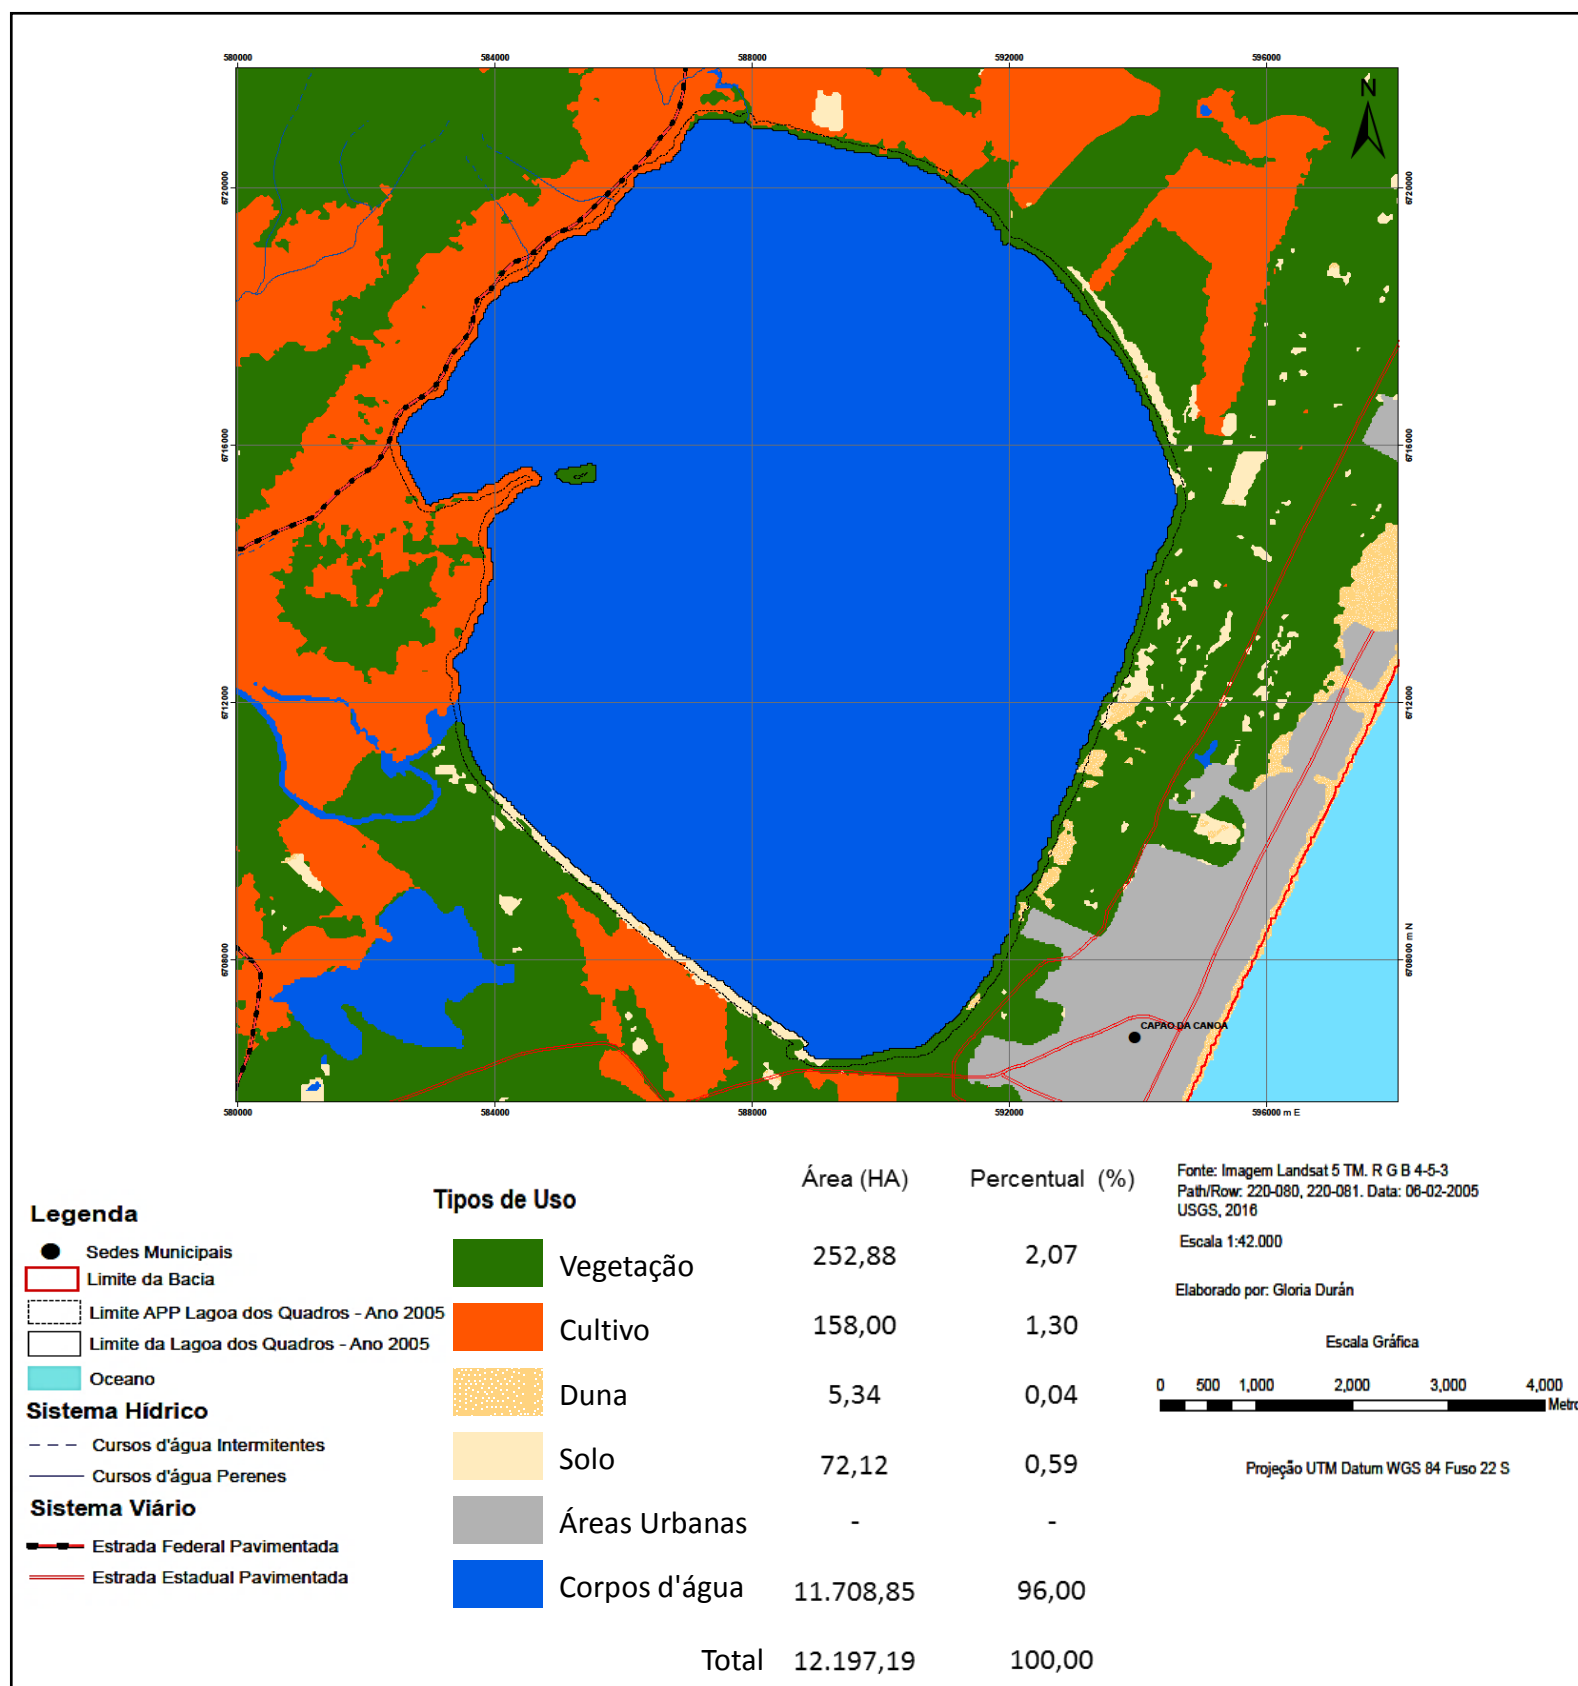 580000
584000
588000
592000
596000
N
6720000
6720000
6716000
6716000
6712000
6712000
6708000
6708000 m N
CAPAO DA CANOA
580000
584000
588000
592000
596000 m E
Legenda
Sedes Municipais
Limite da Bacia
Limite APP Lagoa dos Quadros - Ano 2005
Limite da Lagoa dos Quadros - Ano 2005
Oceano
Sistema Hídrico
Cursos d'água Intermitentes
Cursos d'água Perenes
Sistema Viário
Estrada Federal Pavimentada
Estrada Estadual Pavimentada
Tipos de Uso Área (HA) Percentual (%)
Vegetação 252,88 2,07
Cultivo 158,00 1,30
Duna 5,34 0,04
Solo 72,12 0,59
Áreas Urbanas - -
Corpos d'água 11.708,85 96,00
Total 12.197,19 100,00
Fonte: Imagem Landsat 5 TM. R G B 4-5-3
Path/Row: 220-080, 220-081. Data: 06-02-2005
USGS, 2016
Escala 1:42.000
Elaborado por: Gloria Durán
Escala Gráfica
0 500 1,000 2,000 3,000 4,000
Metro
Projeção UTM Datum WGS 84 Fuso 22 S